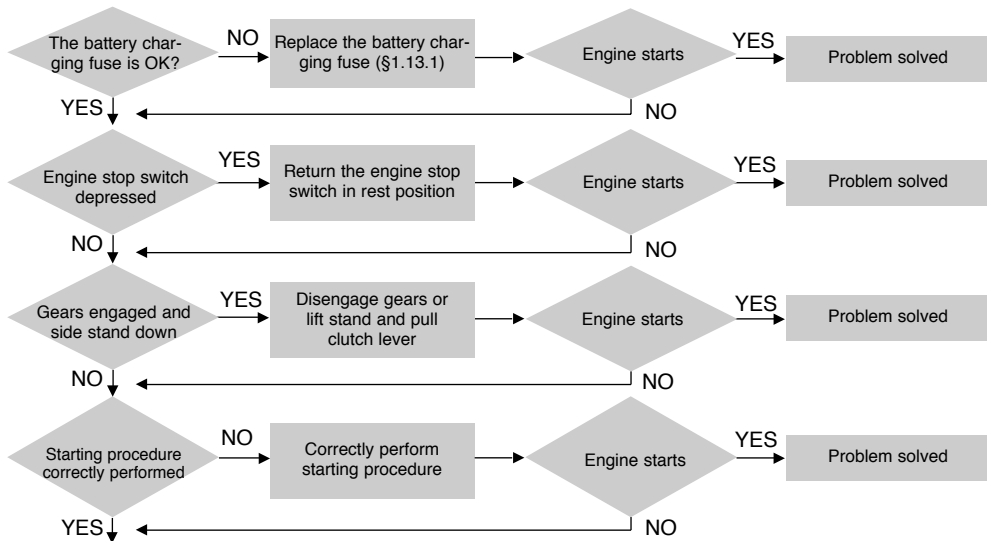 The battery char-
ging fuse is OK?
NO
Replace the battery char-
ging fuse (§1.13.1)
Engine starts
YES
Problem solved
YES
NO
Engine stop switch
depressed
YES
Return the engine stop
switch in rest position
Engine starts
YES
Problem solved
NO
NO
Gears engaged and
side stand down
YES
Disengage gears or
lift stand and pull
clutch lever
Engine starts
YES
Problem solved
NO
NO
Starting procedure
correctly performed
NO
Correctly perform
starting procedure
Engine starts
YES
Problem solved
YES
NO